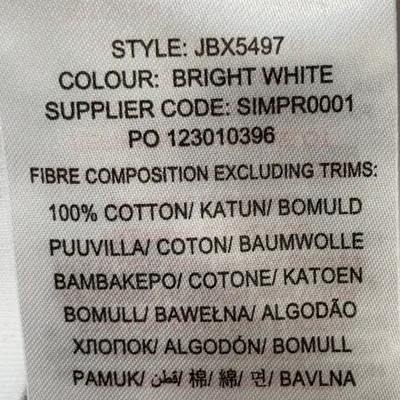 STYLE: JBX5497
COLOUR: BRIGHT WHITE
SUPPLIER CODE: SIMPR0001
PO 123010396
FIBRE COMPOSITION EXCLUDING TRIMS:
100% COTTON/ KATUN/ BOMULD
PUUVILLA/ COTON/ BAUMWOLLE
BAMBAKEPO/ COTONE/ KATOEN
BOMULL/ BAWEŁNA/ ALGODÃO
ХЛОПОК/ ALGODÓN/ BOMULL
PAMUK/ قطن/ 棉/ 綿/ 면/ BAVLNA